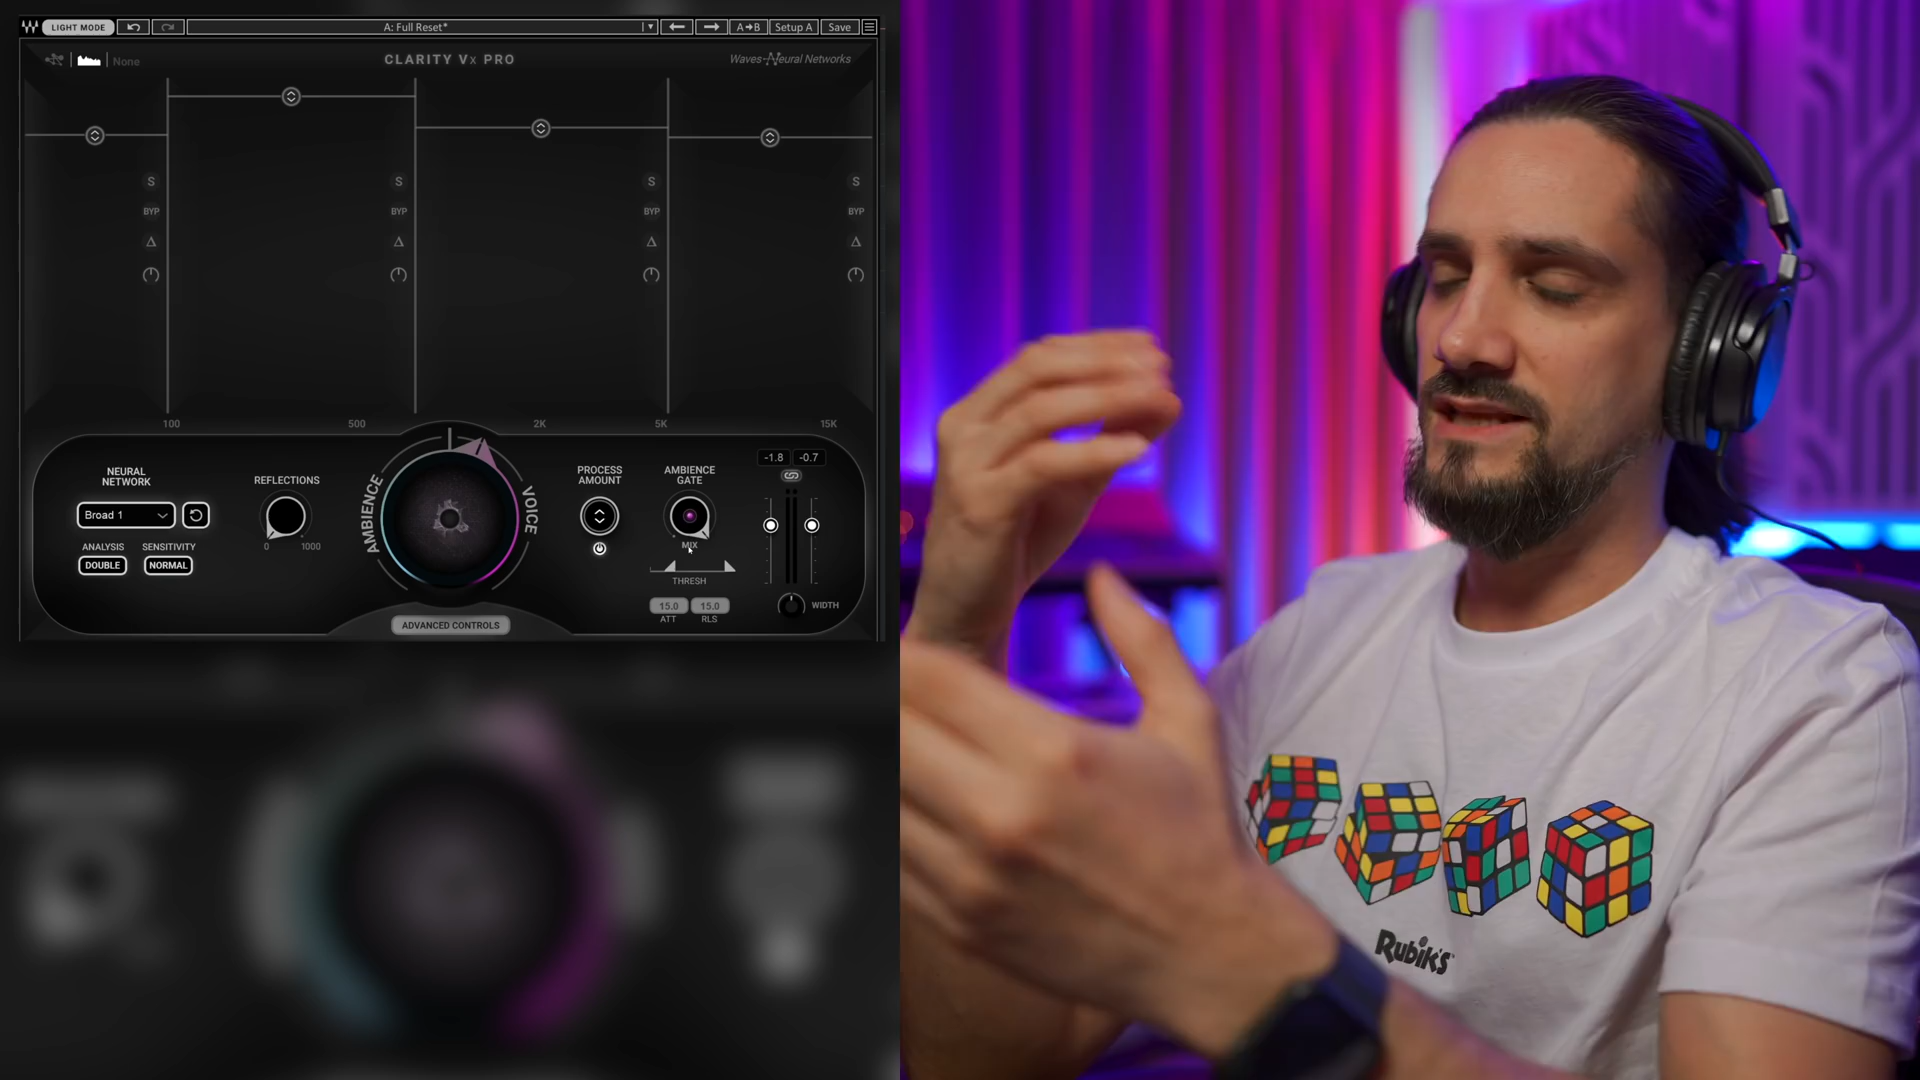 LIGHT MODE
A: Full Reset*
A➔B
Setup A
Save
None
CLARITY Vx PRO
Waves Neural Networks
S
S
S
S
BYP
BYP
BYP
BYP
Δ
Δ
Δ
Δ
100
500
2K
5K
15K
-1.8
-0.7
NEURAL
NETWORK
REFLECTIONS
PROCESS
AMOUNT
AMBIENCE
GATE
AMBIENCE
VOICE
Broad 1
0
1000
MIX
ANALYSIS
SENSITIVITY
DOUBLE
NORMAL
THRESH
15.0
15.0
WIDTH
ATT
RLS
ADVANCED CONTROLS
Rubik's